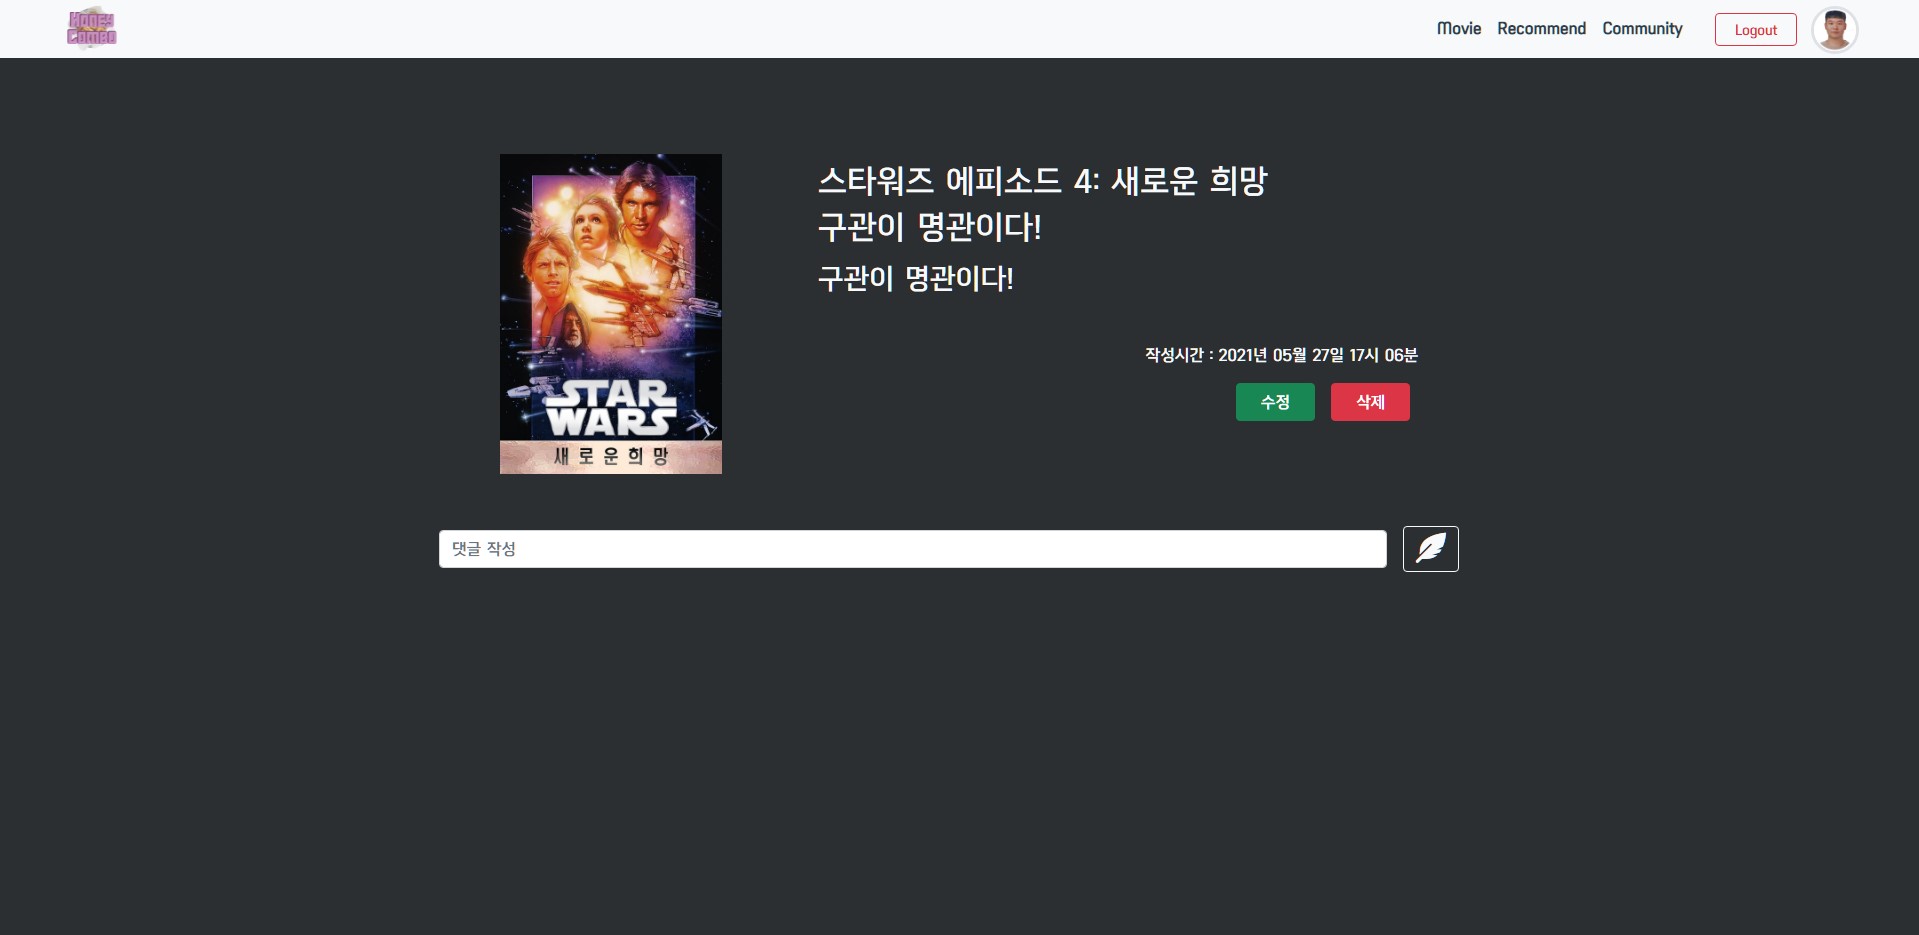 Honey
Combo
Movie Recommend Community Logout
스타워즈 에피소드 4: 새로운 희망
구관이 명관이다!
구관이 명관이다!
작성시간 : 2021년 05월 27일 17시 06분
수정 삭제
STAR
WARS
새로운희망
댓글 작성